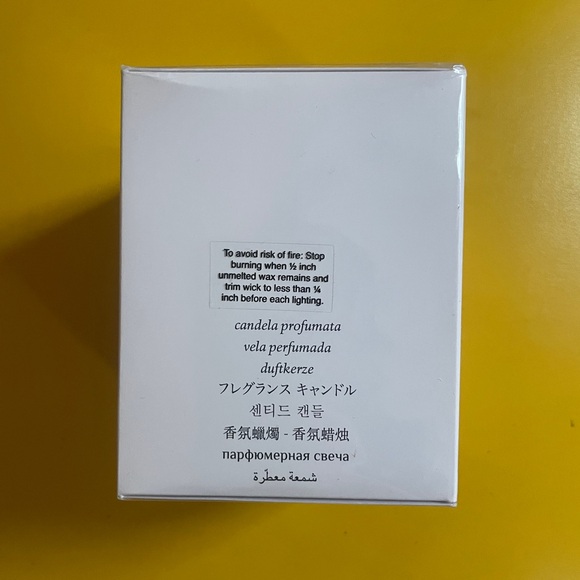 To avoid risk of fire: Stop
burning when ½ inch
unmelted wax remains and
trim wick to less than ¼
inch before each lighting.
candela profumata
vela perfumada
duftkerze
フレグランス キャンドル
센티드 캔들
香氛蠟燭 - 香氛蜡烛
парфюмерная свеча
شمعة معطّرة